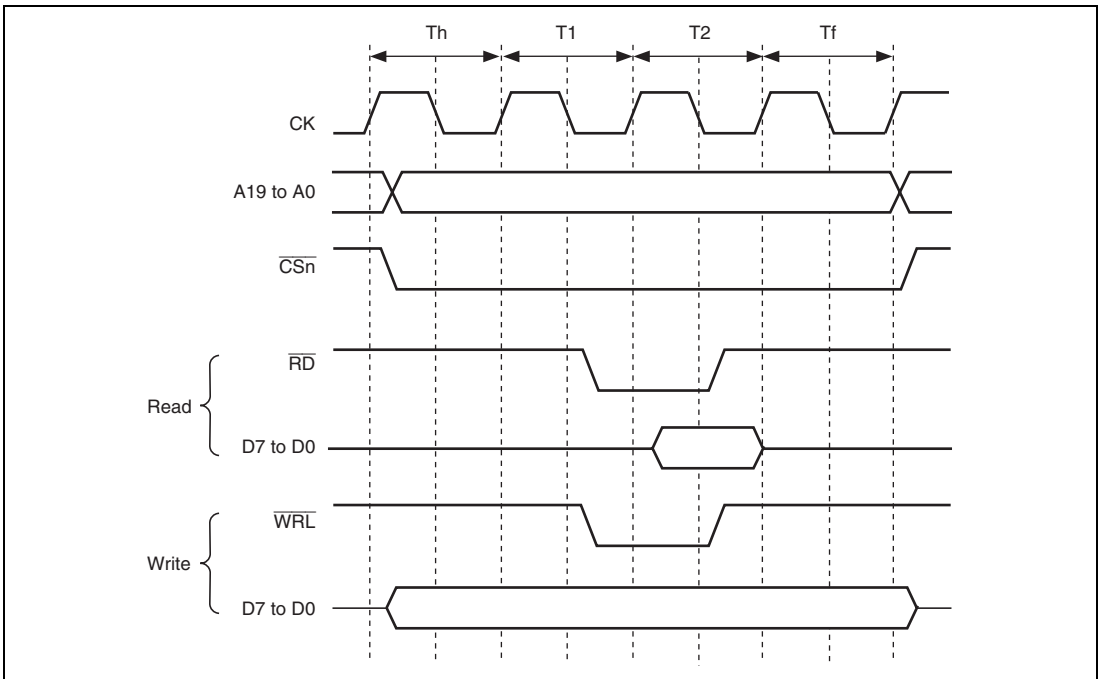 Th T1 T2 Tf
CK
A19 to A0
CSn
RD
Read
D7 to D0
WRL
Write
D7 to D0